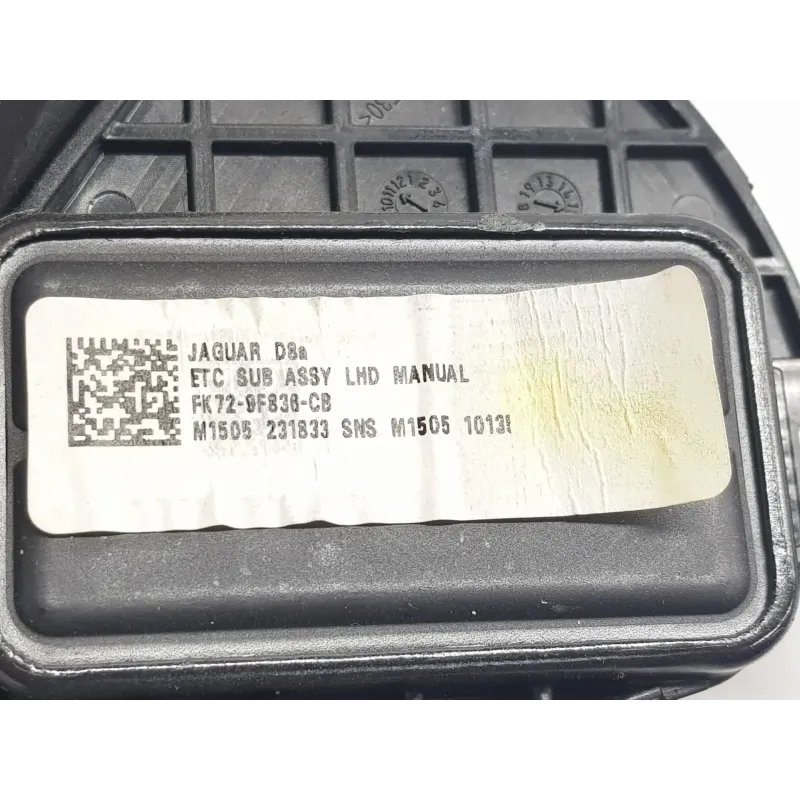 JAGUAR D8a
ETC SUB ASSY LHD MANUAL
FK72-9F836-CB
M1505 231833 SNS M1505